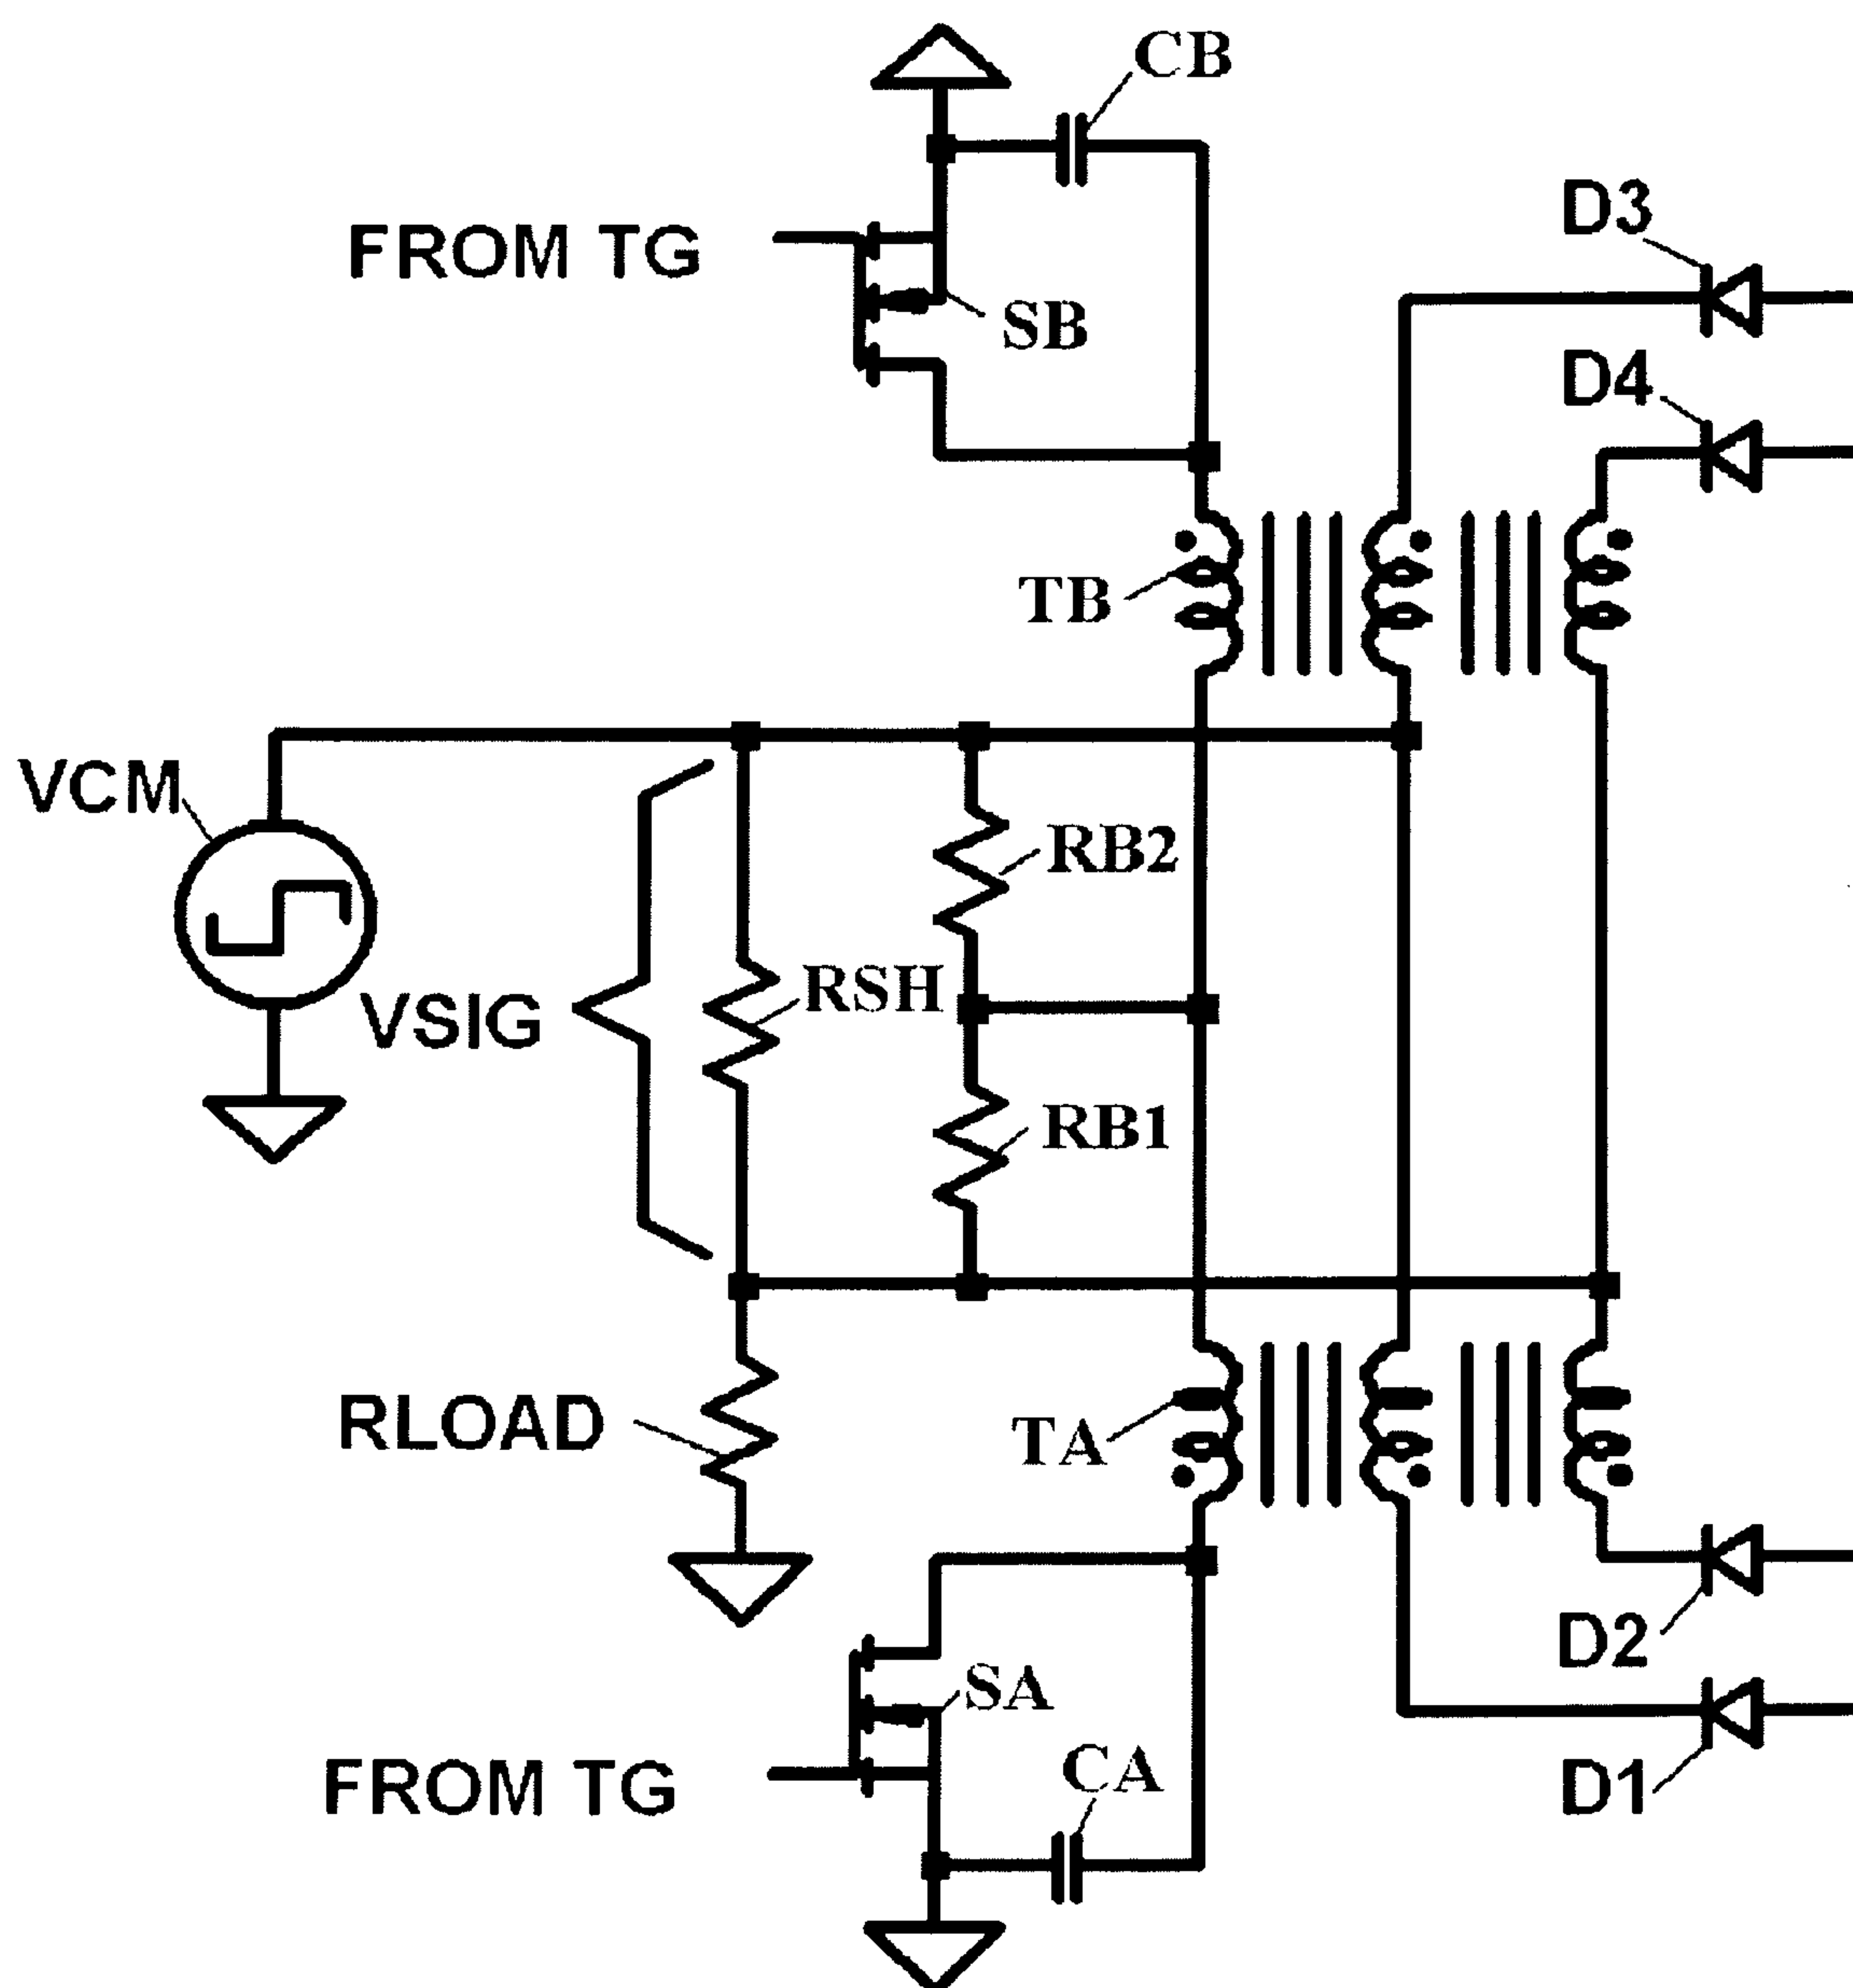 CB
D3
FROM TG
SB
D4
TB
VCM
RB2
RSH
VSIG
RB1
RLOAD
TA
D2
SA
CA
FROM TG
D1